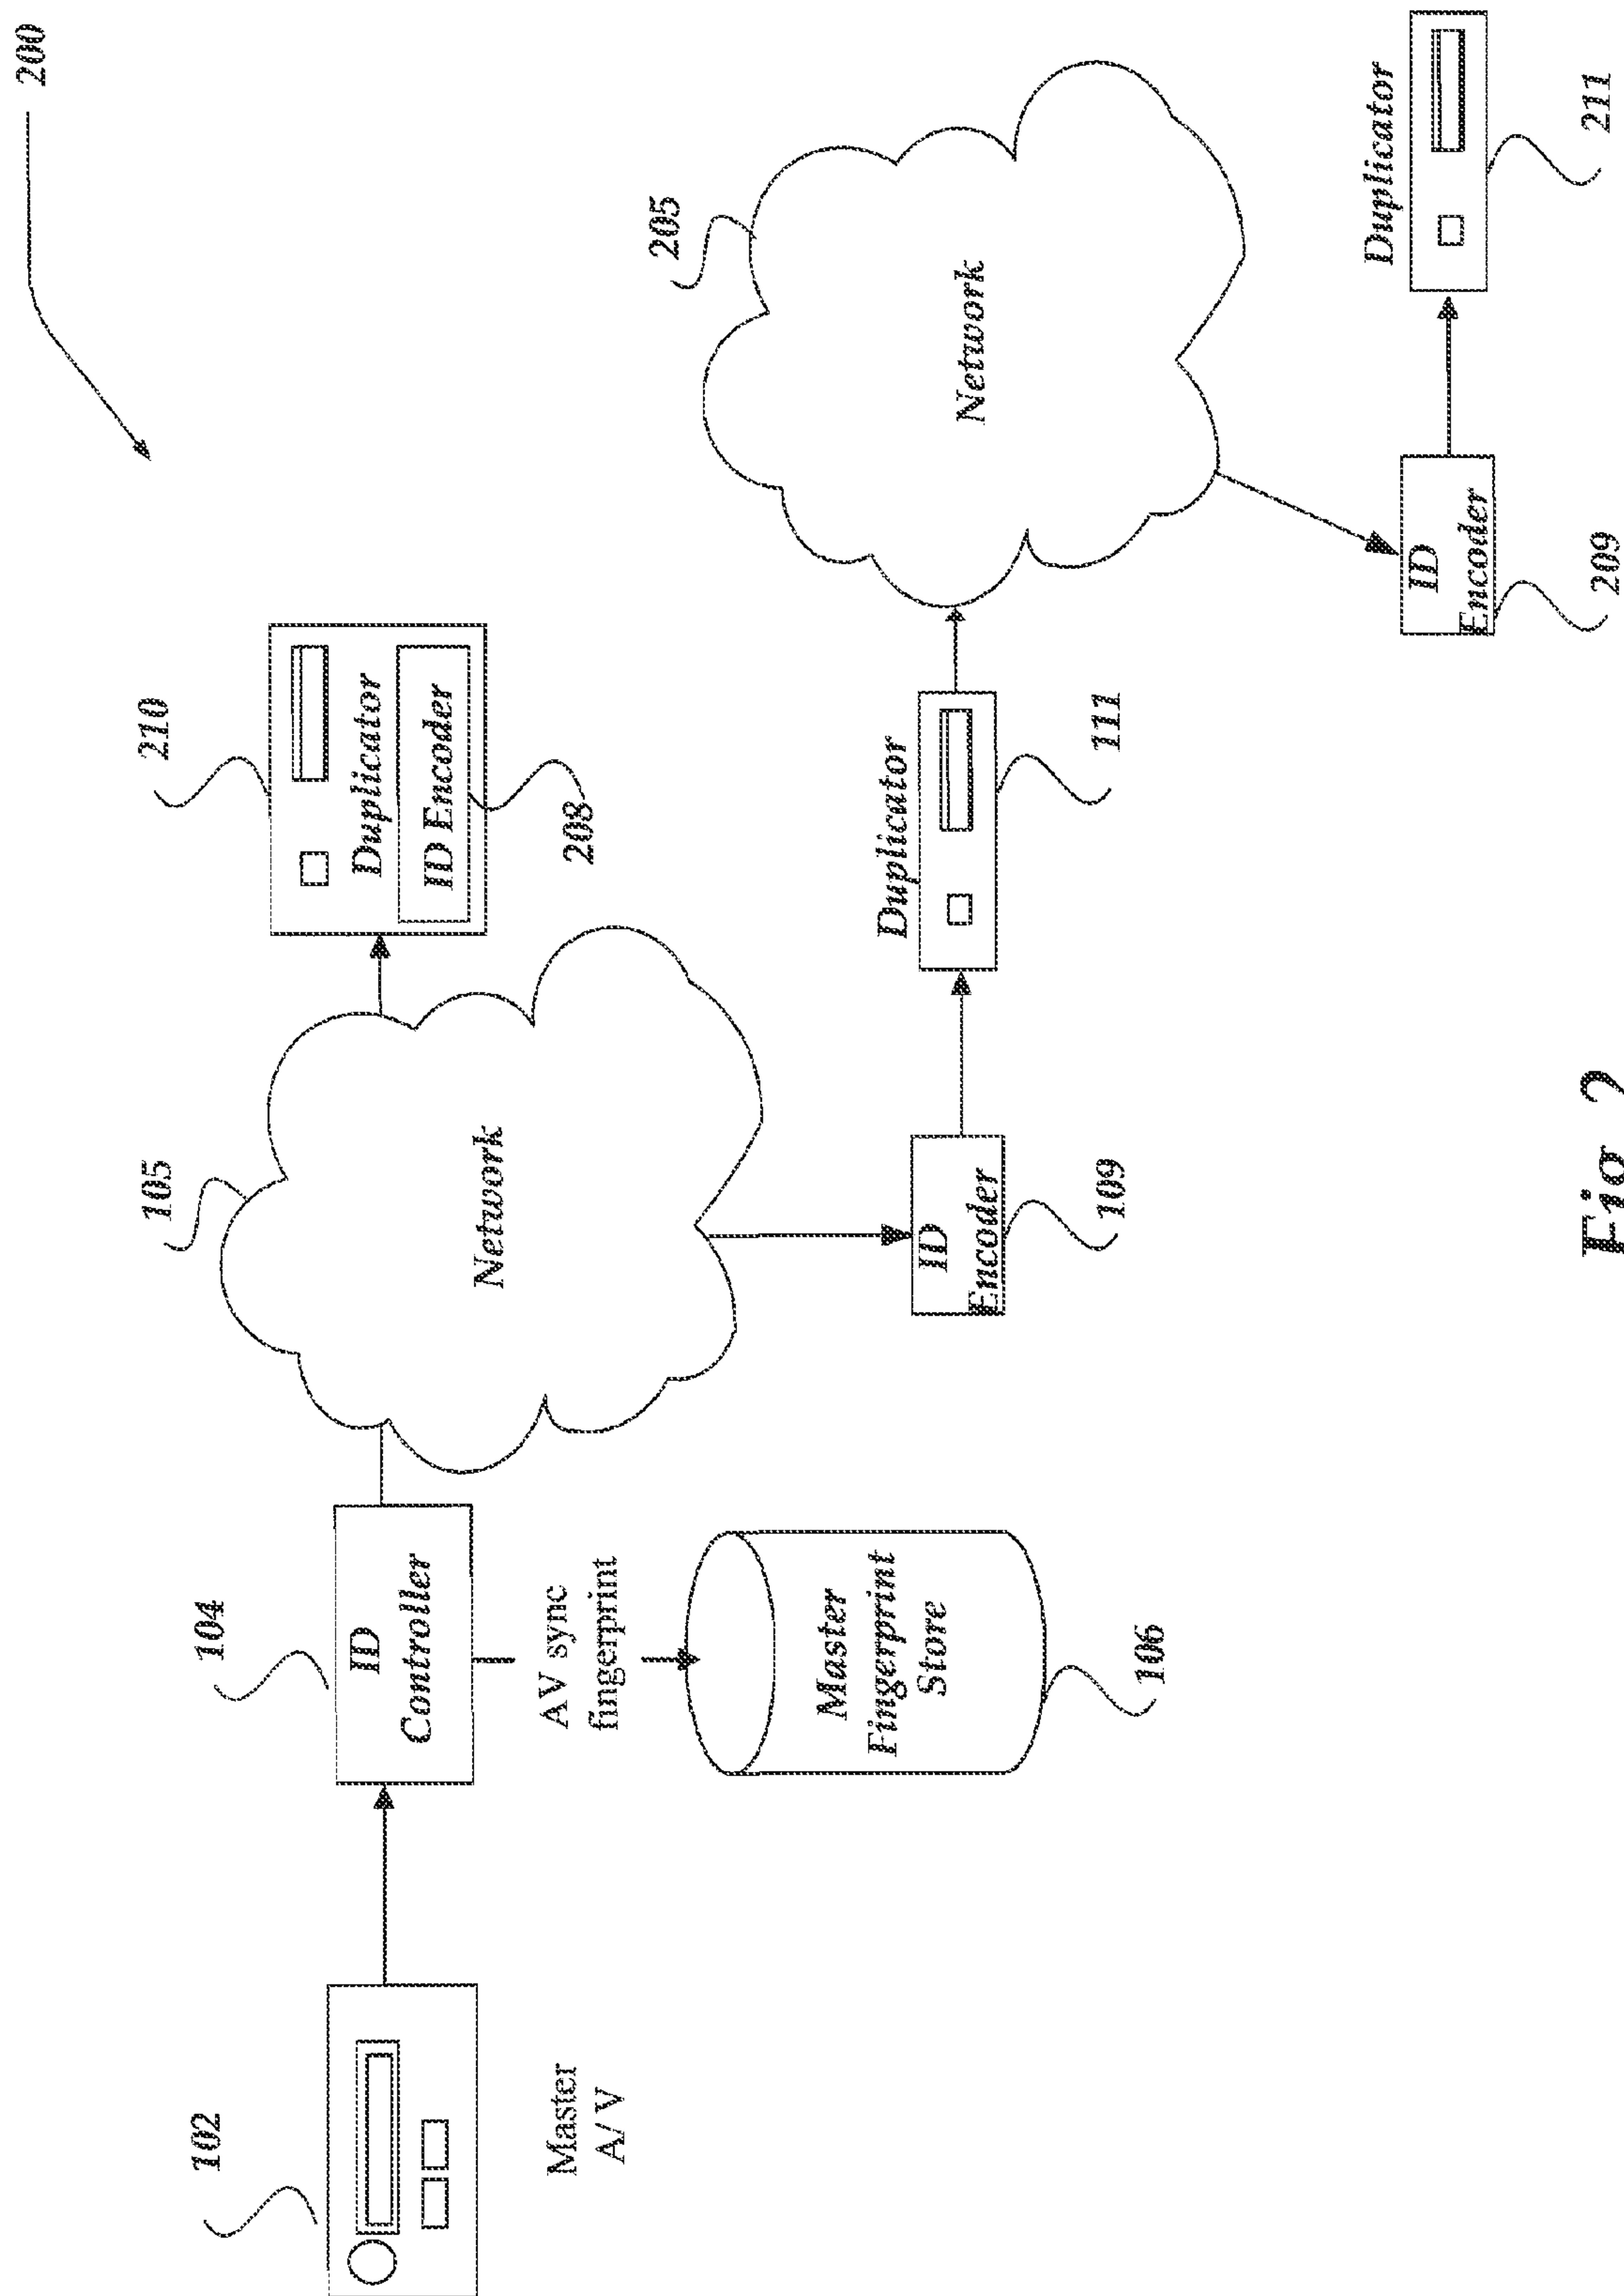 200
102
Master
A/V
104
ID
Controller
AV sync
fingerprint
Master
Fingerprint
Store
106
105
Network
210
Duplicator
ID Encoder
208
ID
Encoder
109
Duplicator
111
205
Network
ID
Encoder
209
Duplicator
211
Fig. 2